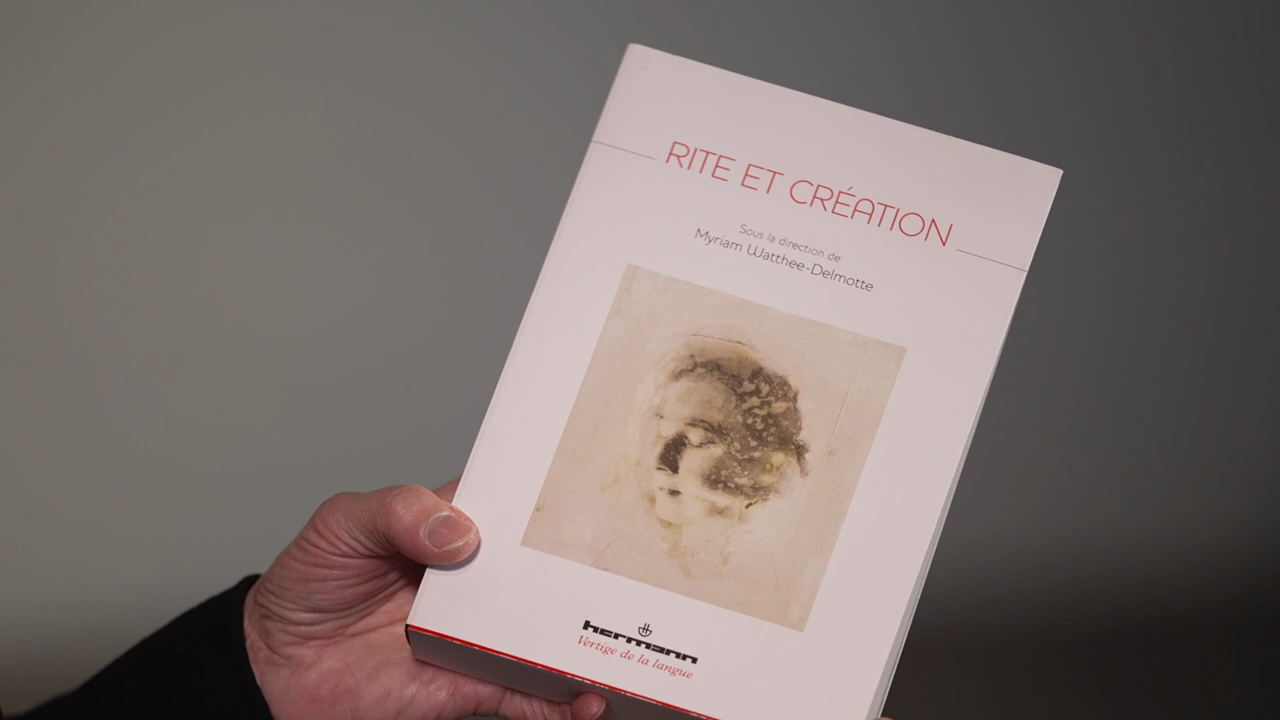 RITE ET CRÉATION
Sous la direction de
Myriam Watthee-Delmotte
hermann
Vertige de la langue